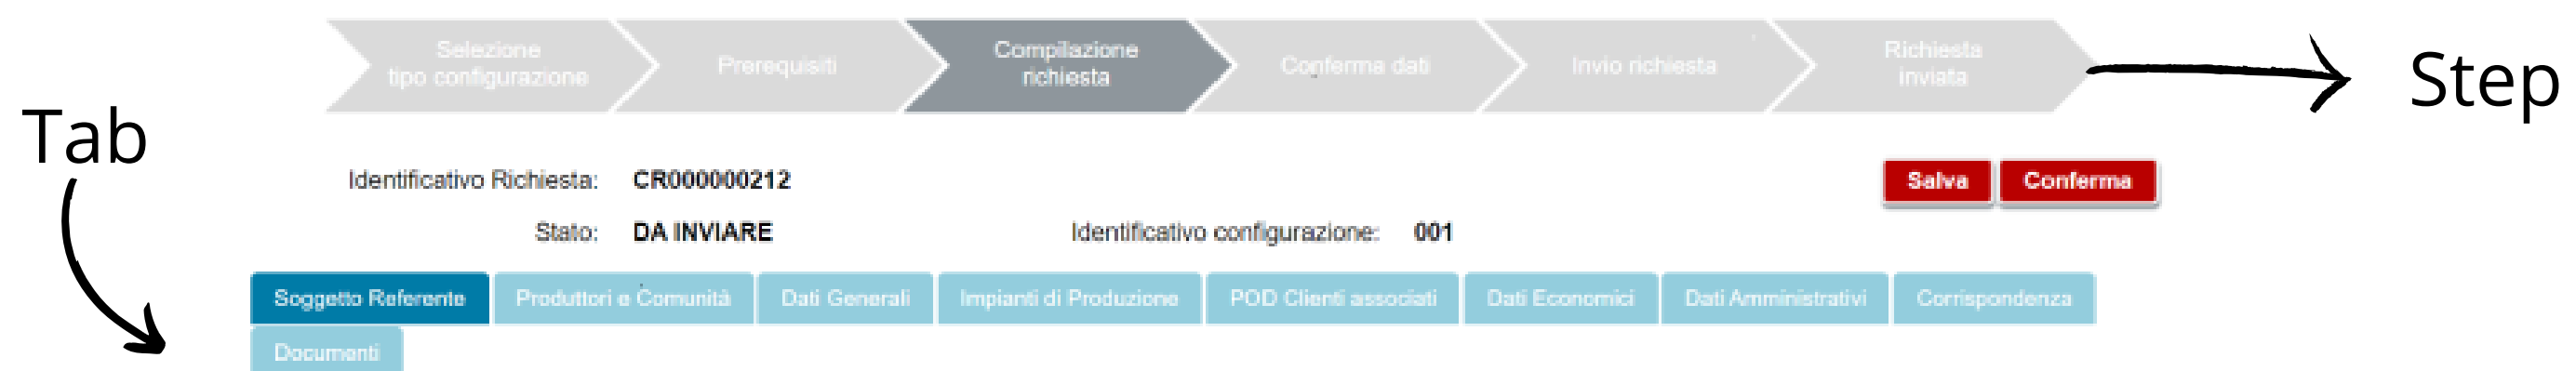 Selezione
tipo configurazione
Prerequisiti
Compilazione
richiesta
Conferma dati
Invio richiesta
Richiesta
inviata
Step
Tab
Identificativo Richiesta: CR000000212
Salva
Conferma
Stato: DA INVIARE
Identificativo configurazione: 001
Soggetto Referente
Produttori e Comunità
Dati Generali
Impianti di Produzione
POD Clienti associati
Dati Economici
Dati Amministrativi
Corrispondenza
Documenti